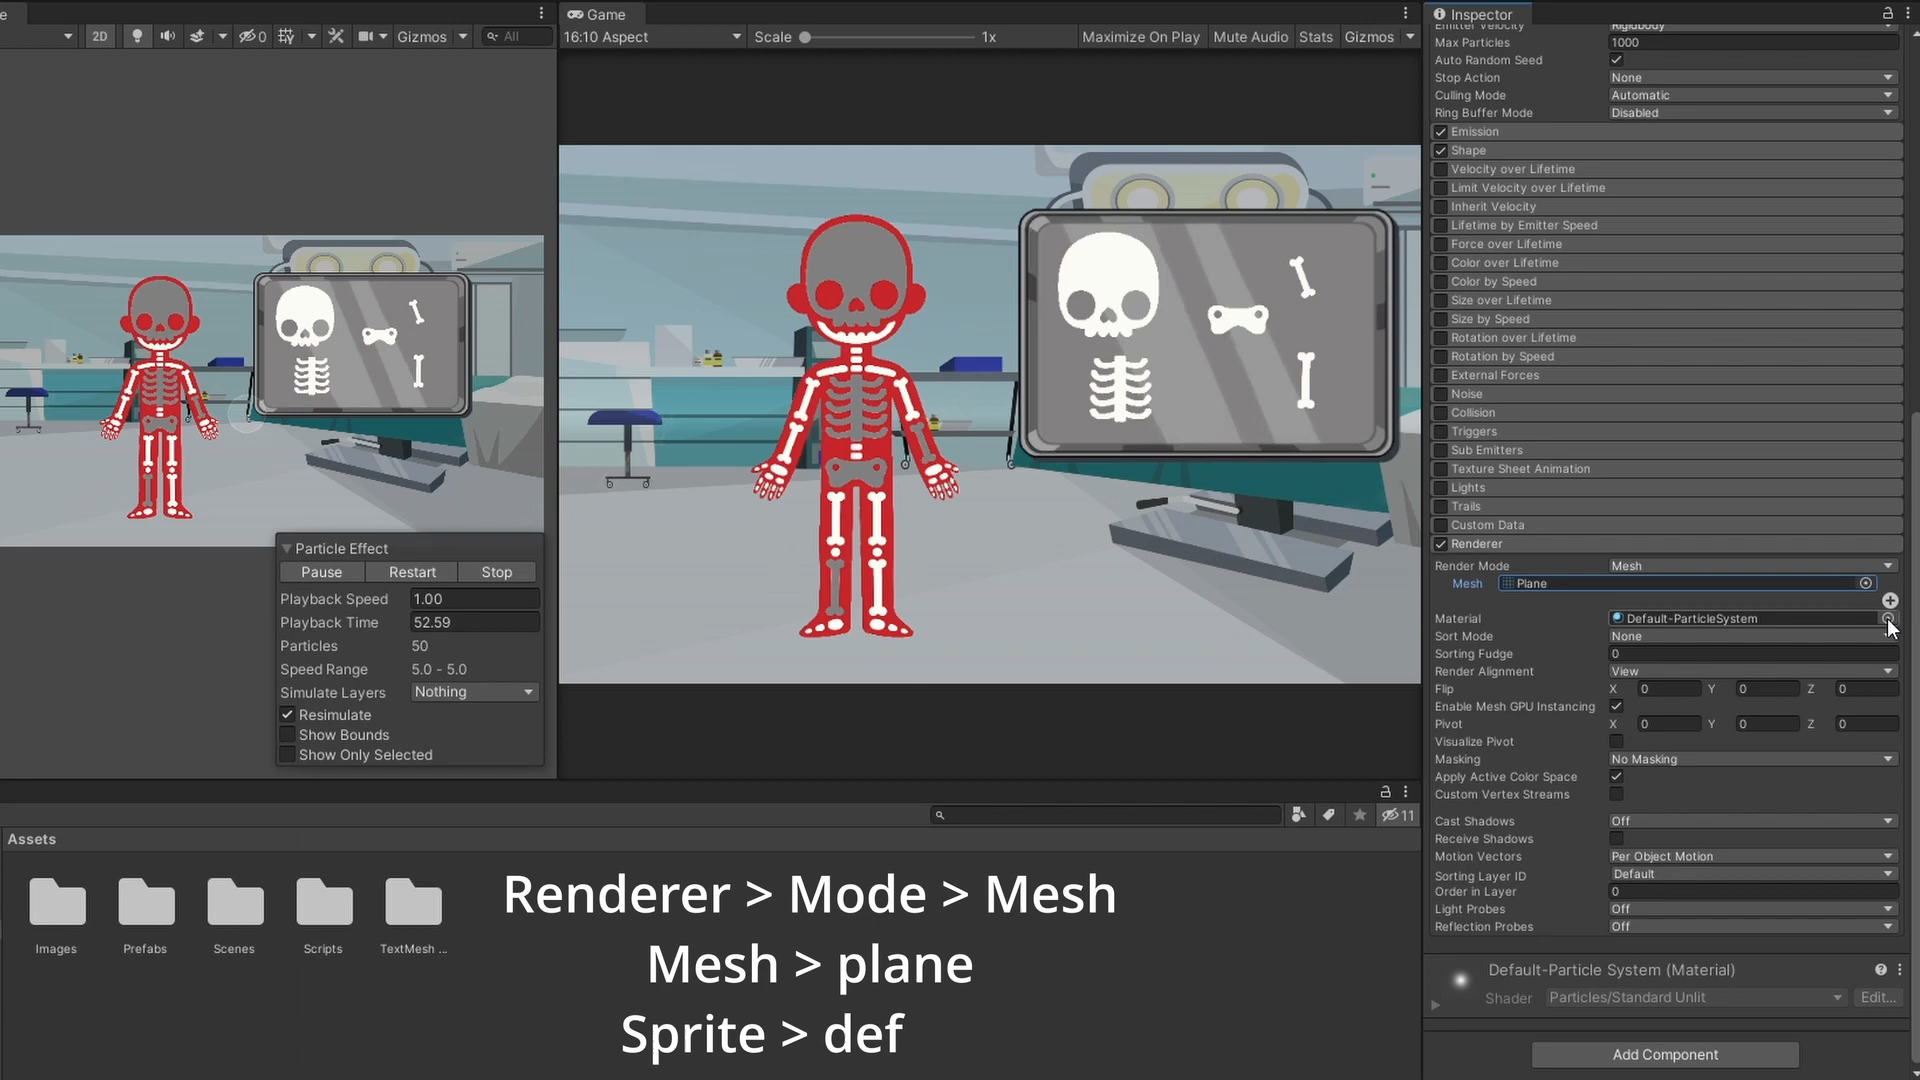 e
2D
0
Gizmos
All
Game
16:10 Aspect
Scale
1x
Maximize On Play
Mute Audio
Stats
Gizmos
Particle Effect
Pause
Restart
Stop
Playback Speed
1.00
Playback Time
52.59
Particles
50
Speed Range
5.0 - 5.0
Simulate Layers
Nothing
Resimulate
Show Bounds
Show Only Selected
11
Assets
Images
Prefabs
Scenes
Scripts
TextMesh ...
Renderer > Mode > Mesh
Mesh > plane
Sprite > def
Inspector
Emitter Velocity
Rigidbody
Max Particles
1000
Auto Random Seed
Stop Action
None
Culling Mode
Automatic
Ring Buffer Mode
Disabled
Emission
Shape
Velocity over Lifetime
Limit Velocity over Lifetime
Inherit Velocity
Lifetime by Emitter Speed
Force over Lifetime
Color over Lifetime
Color by Speed
Size over Lifetime
Size by Speed
Rotation over Lifetime
Rotation by Speed
External Forces
Noise
Collision
Triggers
Sub Emitters
Texture Sheet Animation
Lights
Trails
Custom Data
Renderer
Render Mode
Mesh
Mesh
Plane
Material
Default-ParticleSystem
Sort Mode
None
Sorting Fudge
0
Render Alignment
View
Flip
X 0 Y 0 Z 0
Enable Mesh GPU Instancing
Pivot
X 0 Y 0 Z 0
Visualize Pivot
Masking
No Masking
Apply Active Color Space
Custom Vertex Streams
Cast Shadows
Off
Receive Shadows
Motion Vectors
Per Object Motion
Sorting Layer ID
Default
Order in Layer
0
Light Probes
Off
Reflection Probes
Off
Default-Particle System (Material)
Shader
Particles/Standard Unlit
Edit...
Add Component